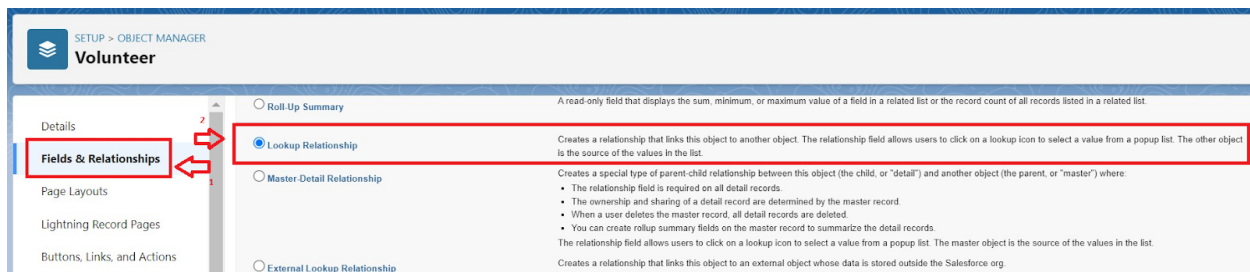 SETUP > OBJECT MANAGER
Volunteer
Details
Fields & Relationships
Page Layouts
Lightning Record Pages
Buttons, Links, and Actions
2
1
Roll-Up Summary
A read-only field that displays the sum, minimum, or maximum value of a field in a related list or the record count of all records listed in a related list.
Lookup Relationship
Creates a relationship that links this object to another object. The relationship field allows users to click on a lookup icon to select a value from a popup list. The other object
is the source of the values in the list.
Master-Detail Relationship
Creates a special type of parent-child relationship between this object (the child, or "detail") and another object (the parent, or "master") where:
• The relationship field is required on all detail records.
• The ownership and sharing of a detail record are determined by the master record.
• When a user deletes the master record, all detail records are deleted.
• You can create rollup summary fields on the master record to summarize the detail records.
The relationship field allows users to click on a lookup icon to select a value from a popup list. The master object is the source of the values in the list.
External Lookup Relationship
Creates a relationship that links this object to an external object whose data is stored outside the Salesforce org.